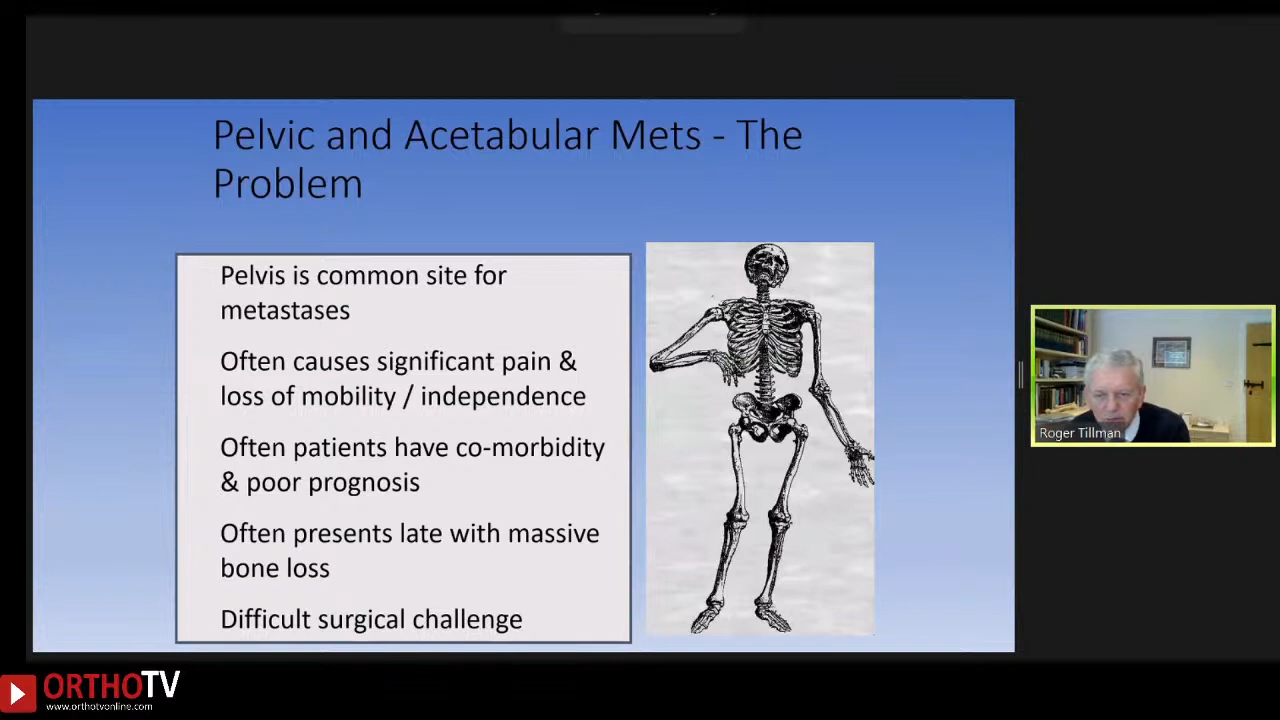 Pelvic and Acetabular Mets - The
Problem
Pelvis is common site for
metastases
Often causes significant pain &
loss of mobility / independence
Often patients have co-morbidity
& poor prognosis
Often presents late with massive
bone loss
Difficult surgical challenge
Roger Tillman
ORTHOTV
www.orthotvonline.com